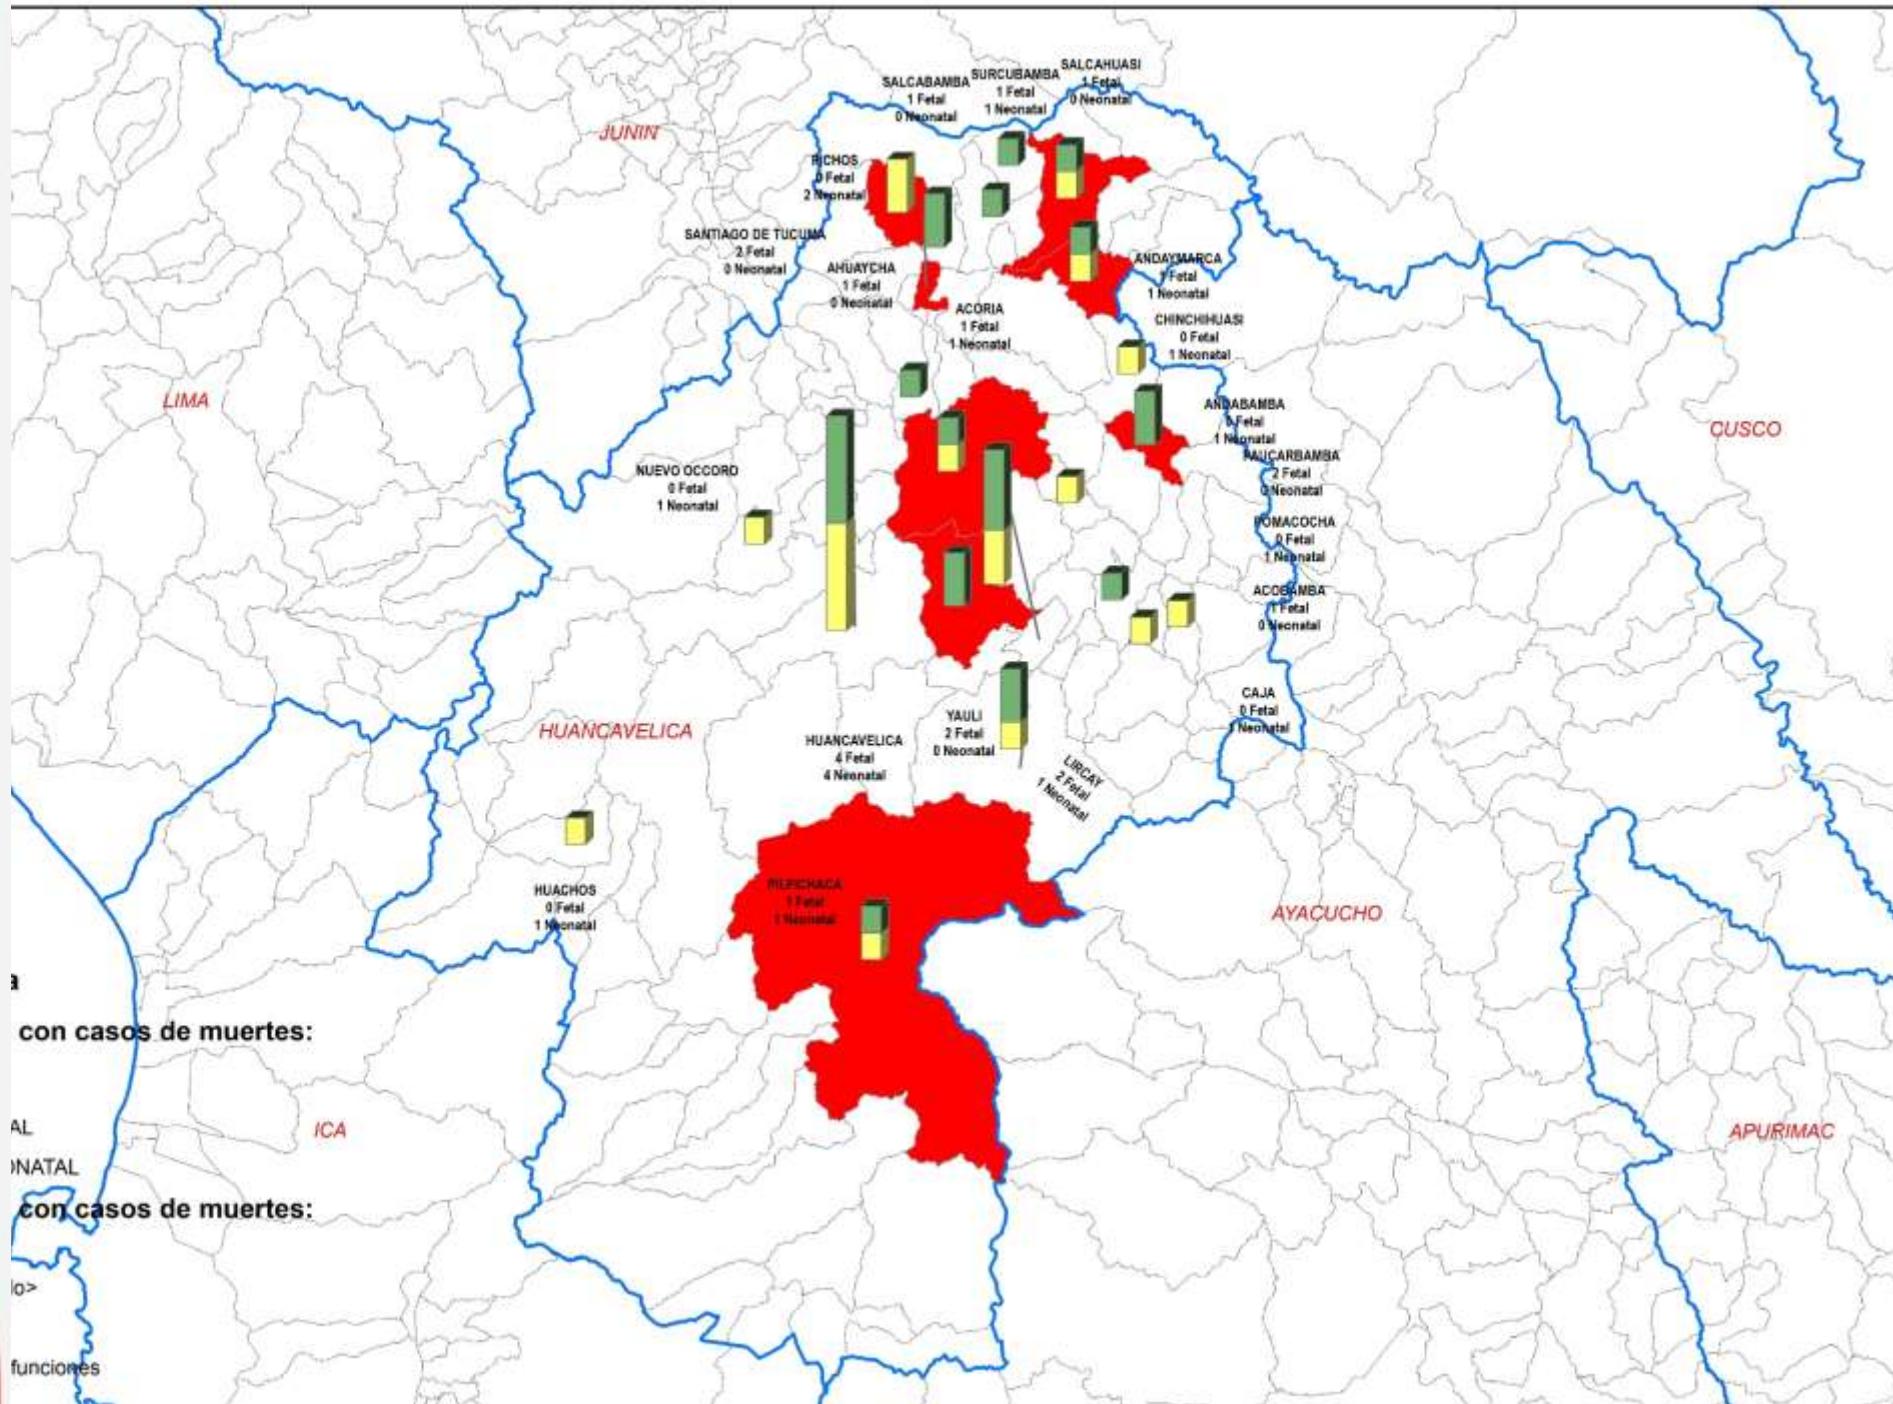 SALCAHUASI
1 Fetal
0 Neonatal
SURCUBAMBA
1 Fetal
1 Neonatal
SALCABAMBA
1 Fetal
0 Neonatal
JUNIN
PICHOS
0 Fetal
2 Neonatal
SANTIAGO DE TUCUMA
2 Fetal
0 Neonatal
AHUAYCHA
1 Fetal
0 Neonatal
ANDAYMARCA
1 Fetal
1 Neonatal
ACORIA
1 Fetal
1 Neonatal
CHINCHIHUASI
0 Fetal
1 Neonatal
LIMA
ANDABAMBA
0 Fetal
1 Neonatal
CUSCO
PAUCARBAMBA
2 Fetal
0 Neonatal
NUEVO OCCORO
0 Fetal
1 Neonatal
POMACOCHA
0 Fetal
1 Neonatal
ACOBAMBA
1 Fetal
0 Neonatal
CAJA
0 Fetal
1 Neonatal
HUANCAVELICA
HUANCAVELICA
4 Fetal
4 Neonatal
YAULI
2 Fetal
0 Neonatal
LIRCAY
2 Fetal
1 Neonatal
HUACHOS
0 Fetal
1 Neonatal
PILPICHACA
1 Fetal
1 Neonatal
AYACUCHO
a
con casos de muertes:
AL
ICA
APURIMAC
ONATAL
con casos de muertes:
lo>
funciones